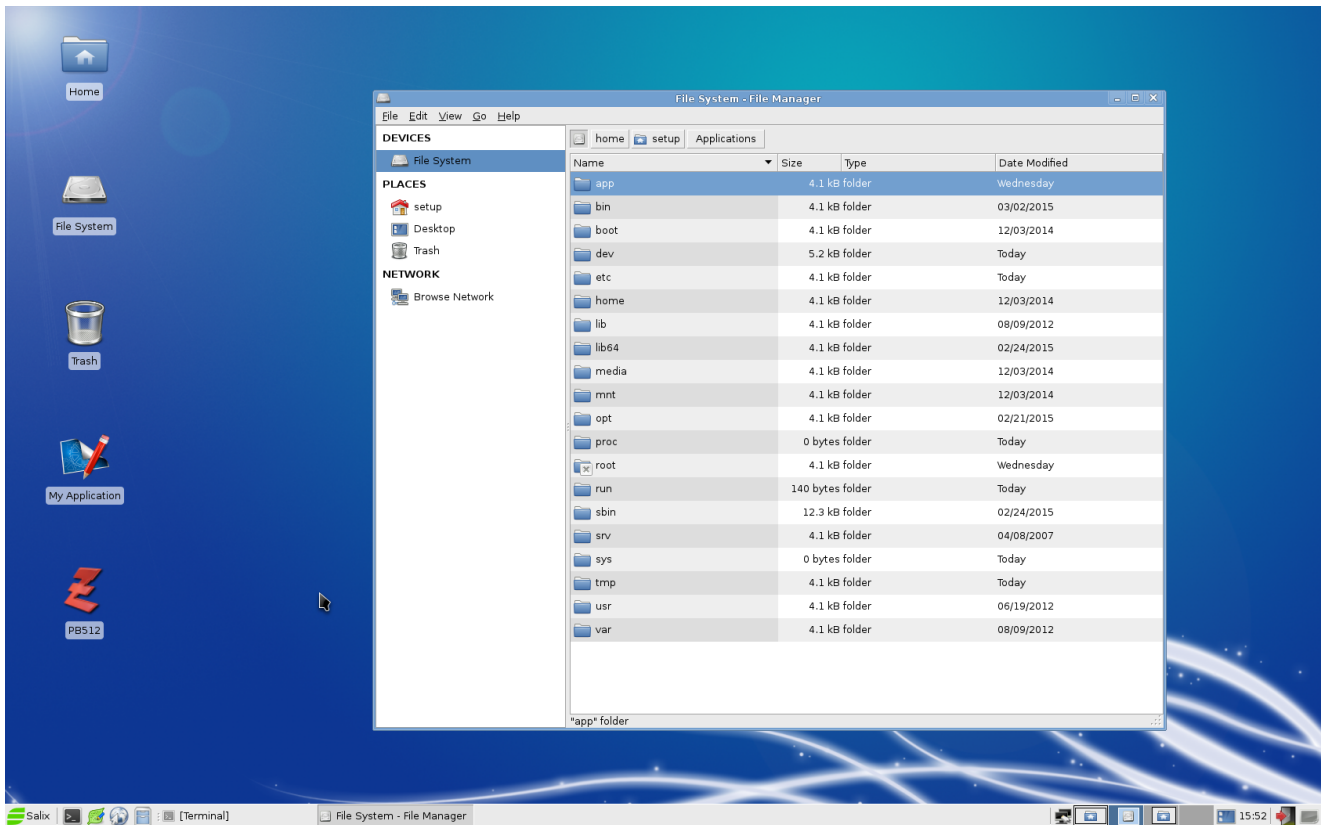 Home
File System
Trash
My Application
PB512
File System - File Manager
File Edit View Go Help
DEVICES
File System
PLACES
setup
Desktop
Trash
NETWORK
Browse Network
home setup Applications
Name Size Type Date Modified
app 4.1 kB folder Wednesday
bin 4.1 kB folder 03/02/2015
boot 4.1 kB folder 12/03/2014
dev 5.2 kB folder Today
etc 4.1 kB folder Today
home 4.1 kB folder 12/03/2014
lib 4.1 kB folder 08/09/2012
lib64 4.1 kB folder 02/24/2015
media 4.1 kB folder 12/03/2014
mnt 4.1 kB folder 12/03/2014
opt 4.1 kB folder 02/21/2015
proc 0 bytes folder Today
root 4.1 kB folder Wednesday
run 140 bytes folder Today
sbin 12.3 kB folder 02/24/2015
srv 4.1 kB folder 04/08/2007
sys 0 bytes folder Today
tmp 4.1 kB folder Today
usr 4.1 kB folder 06/19/2012
var 4.1 kB folder 08/09/2012
"app" folder
Salix [Terminal] File System - File Manager 15:52